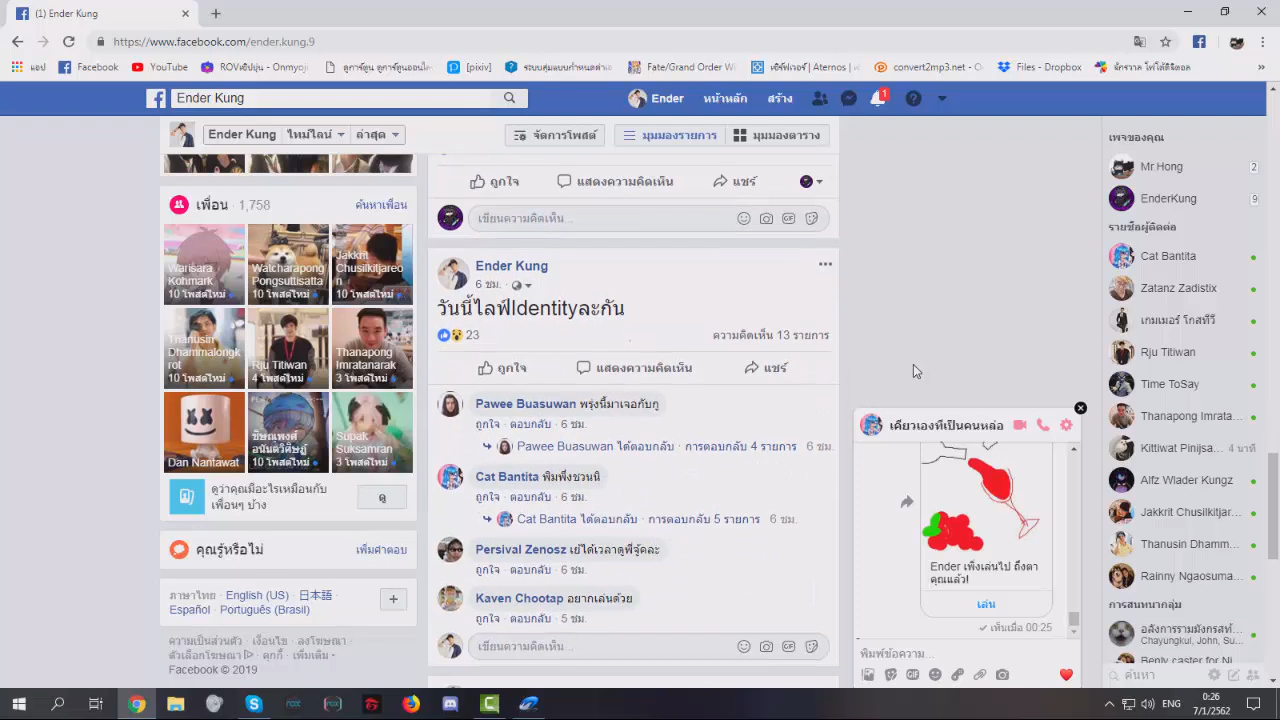 (1) Ender Kung
https://www.facebook.com/ender.kung.9
แอป Facebook YouTube ROVซับซุ่น - Onmyoji ดูการ์ตูน ดูการ์ตูนออนไ... [pixiv] Fate/Grand Order Wi เซิร์ฟเวอร์ | Aternos | convert2mp3.net - O Files - Dropbox จักรวาล โฟโต้ดิจิตอล »
Ender Kung
Ender หน้าหลัก สร้าง 1
Ender Kung ไทม์ไลน์ ล่าสุด จัดการโพสต์ มุมมองรายการ มุมมองตาราง
เพื่อน · 1,758 ค้นหาเพื่อน
Warisara Kohmark
10 โพสต์ใหม่
Watcharapong Pongsuttisatta
10 โพสต์ใหม่
Jakkrit Chusilkitjareon
10 โพสต์ใหม่
Thanusin Dhammalongkrot
10 โพสต์ใหม่
Rju Titiwan
4 โพสต์ใหม่
Thanapong Imratanarak
3 โพสต์ใหม่
Dan Nantawat
10 โพสต์ใหม่
Supak Suksamran
3 โพสต์ใหม่
ดูว่าคุณมีอะไรเหมือนกับ
เพื่อนๆ บ้าง
ดู
คุณรู้หรือไม่ เพิ่มคำตอบ
ภาษาไทย · English (US) · 日本語 ·
Español · Português (Brasil)
ความเป็นส่วนตัว · เงื่อนไข · ลงโฆษณา ·
ตัวเลือกโฆษณา · คุกกี้ · เพิ่มเติม
Facebook © 2019
ถูกใจ แสดงความคิดเห็น แชร์
เขียนความคิดเห็น...
Ender Kung
6 ชม. ·
วันนี้ไลฟ์Identityละกัน
23 ความคิดเห็น 13 รายการ
ถูกใจ แสดงความคิดเห็น แชร์
Pawee Buasuwan พรุ่งนี้มาเจอกับกู
ถูกใจ · ตอบกลับ · 6 ชม.
Pawee Buasuwan ได้ตอบกลับ · การตอบกลับ 4 รายการ 6 ชม.
Cat Bantita พิมพึ่งชวนนิ
ถูกใจ · ตอบกลับ · 6 ชม.
Cat Bantita ได้ตอบกลับ · การตอบกลับ 5 รายการ 6 ชม.
Persival Zenosz เย้ได้เวลาดูพี่จู้ดละ
ถูกใจ · ตอบกลับ · 6 ชม.
Kaven Chootap อยากเล่นด้วย
ถูกใจ · ตอบกลับ · 5 ชม.
เขียนความคิดเห็น...
เคียวเองที่เป็นคนหล่อ
Ender เพิ่งเล่นไป ถึงตา
คุณแล้ว!
เล่น
เห็นเมื่อ 00:25
พิมพ์ข้อความ...
เพจของคุณ
Mr.Hong 2
EnderKung 9
รายชื่อผู้ติดต่อ
Cat Bantita
Zatanz Zadistix
เกมเมอร์ โกสทีวี
Rju Titiwan
Time ToSay
Thanapong Imrata...
Kittiwat Pinijsa... 4 นาที
Alfz Wlader Kungz
Jakkrit Chusilkitjar...
Thanusin Dhamm...
Rainny Ngaosuma...
การสนทนากลุ่ม
อลังการรามมังกรสท์...
Chayangkul, John, Su...
Benly caster for Ni
ค้นหา
ENG 0:26
7/1/2562